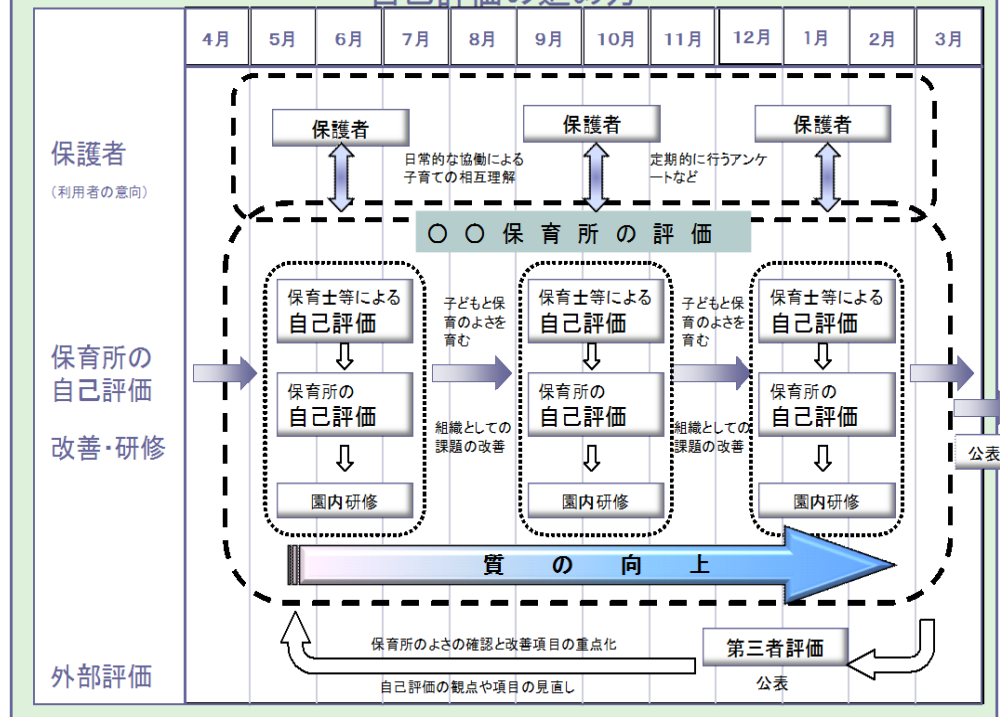 自己評価の進め方
4月 5月 6月 7月 8月 9月 10月 11月 12月 1月 2月 3月
保護者
(利用者の意向)
保護者
保護者
保護者
日常的な協働による
子育ての相互理解
定期的に行うアンケ
ートなど
〇〇保育所の評価
保育所の
自己評価
改善・研修
保育士等による
自己評価
保育所の
自己評価
園内研修
子どもと保
育のよさを
育む
組織としての
課題の改善
保育士等による
自己評価
保育所の
自己評価
園内研修
子どもと保
育のよさを
育む
組織としての
課題の改善
保育士等による
自己評価
保育所の
自己評価
園内研修
公表
質の向上
外部評価
保育所のよさの確認と改善項目の重点化
自己評価の観点や項目の見直し
第三者評価
公表